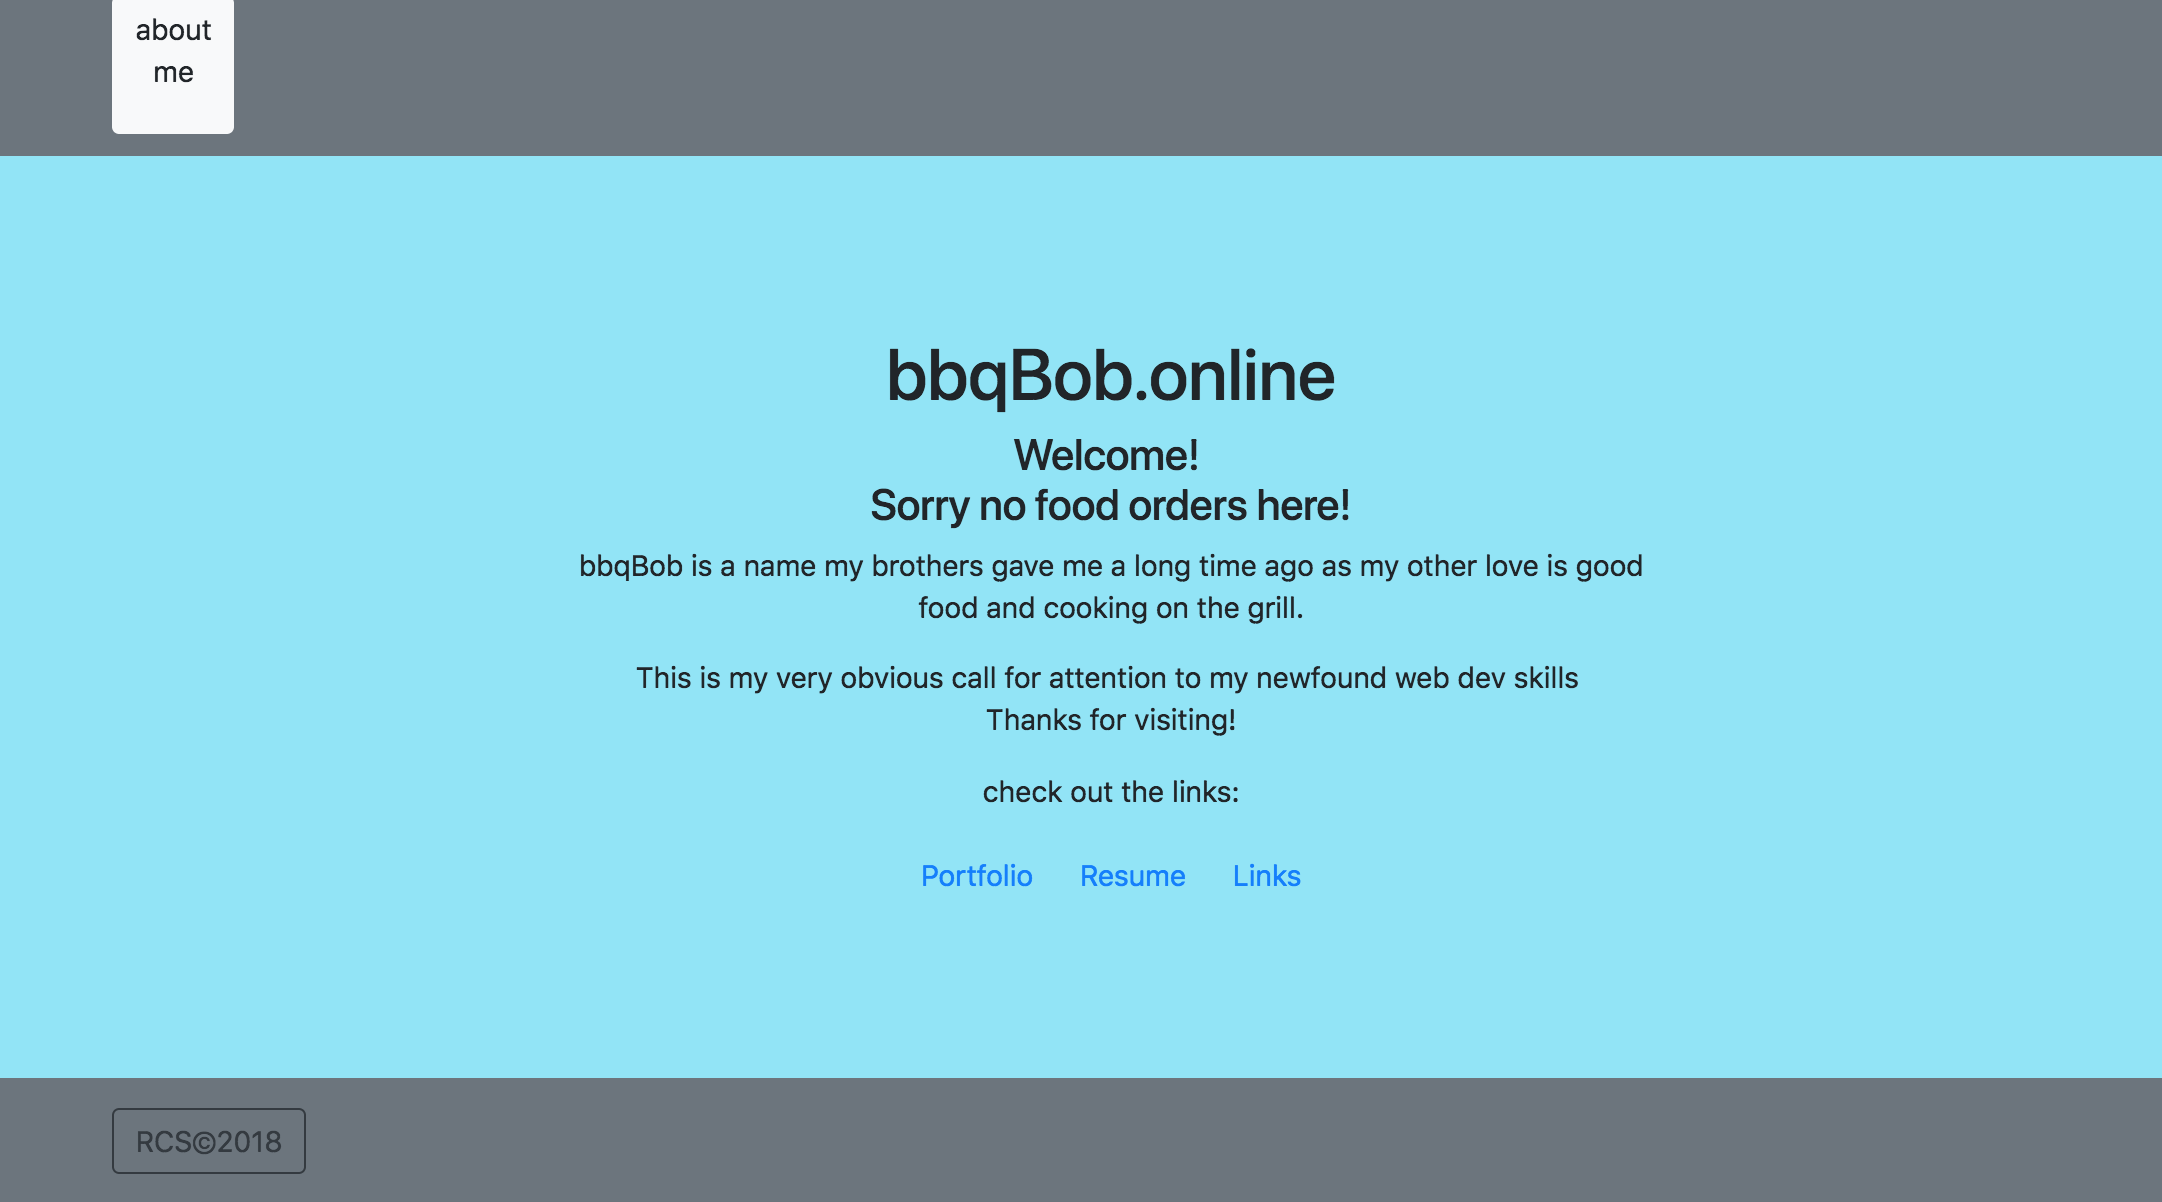 about
me
bbqBob.online
Welcome!
Sorry no food orders here!
bbqBob is a name my brothers gave me a long time ago as my other love is good
food and cooking on the grill.
This is my very obvious call for attention to my newfound web dev skills
Thanks for visiting!
check out the links:
Portfolio Resume Links
RCS©2018